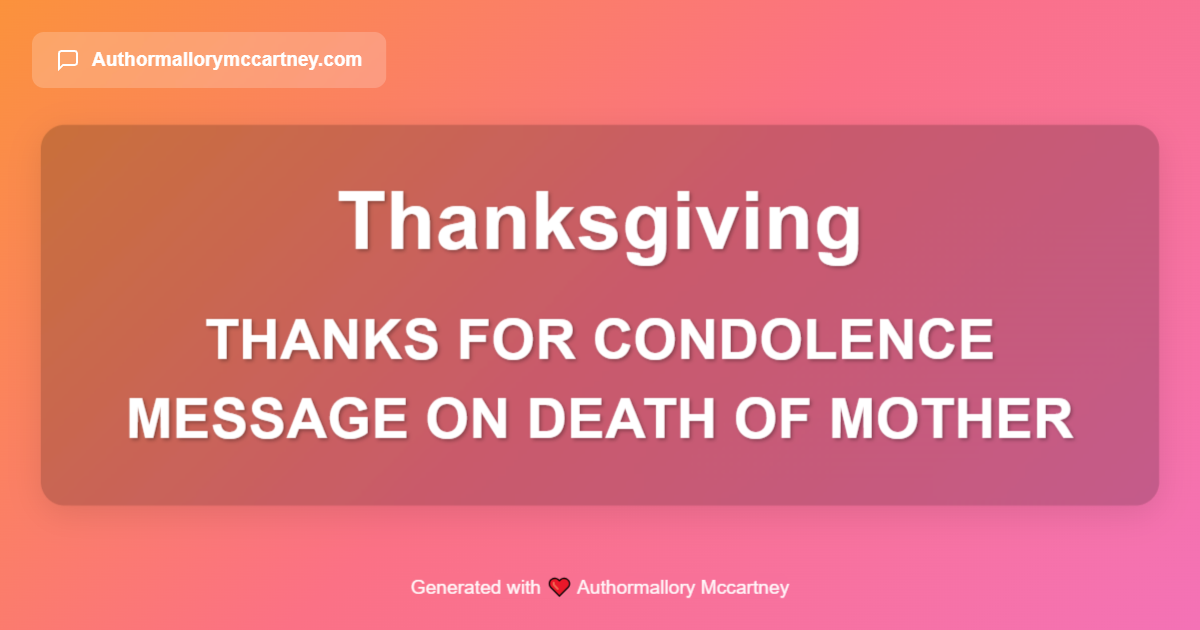 Authormallorymccartney.com
Thanksgiving
THANKS FOR CONDOLENCE
MESSAGE ON DEATH OF MOTHER
Generated with ❤️ Authormallory Mccartney